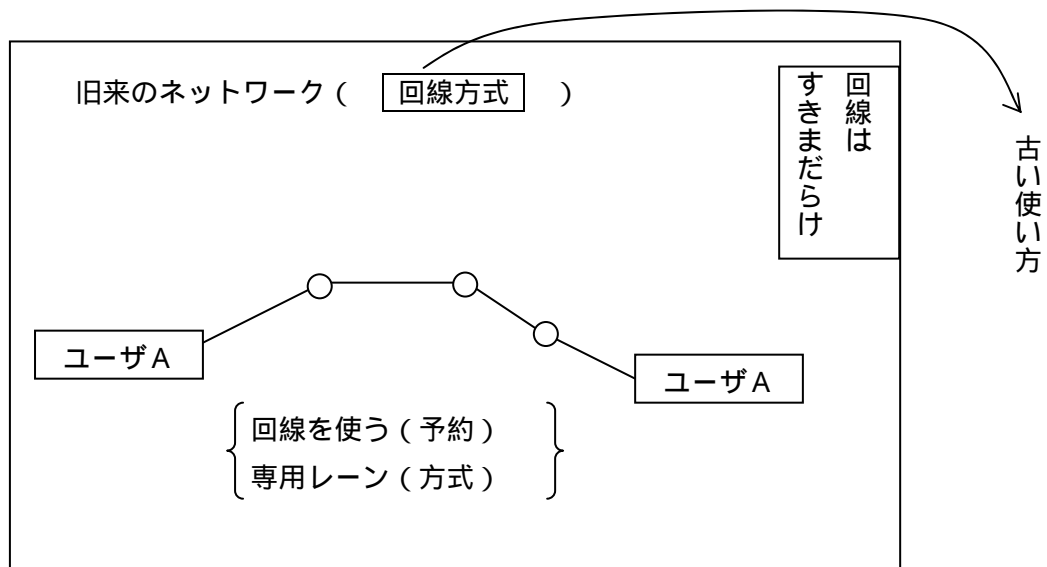 旧来のネットワーク( 回線方式 )
回線は
すきまだらけ
古い使い方
ユーザA
ユーザA
回線を使う(予約)
専用レーン(方式)